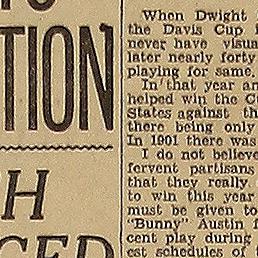 TION
H
When Dwight
the Davis Cup i
never have visua
later nearly forty
playing for same.
In that year an
helped win the Cu
States against th
there being only
In 1901 there was
I do not believe
fervent partisans
that they really
to win this year
must be given to
"Bunny" Austin f
cent play during
est schedules of